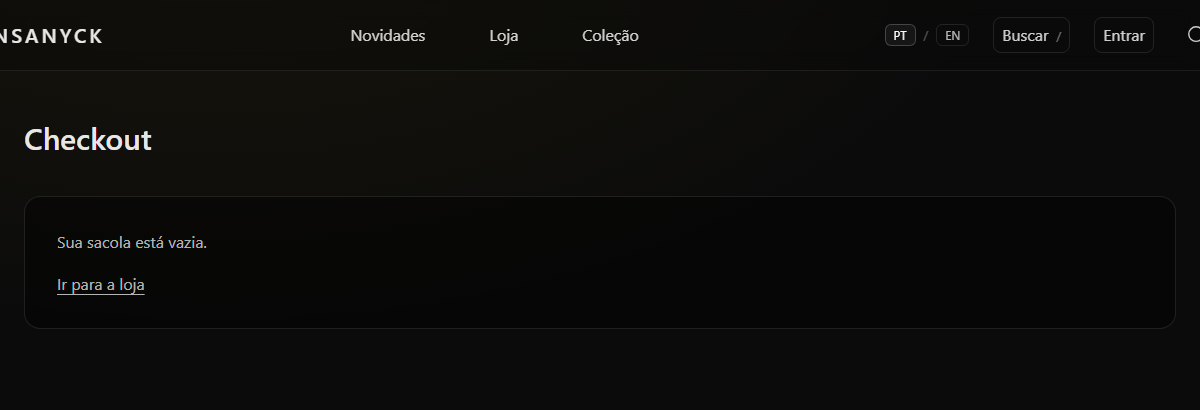 NSANYCK
Novidades
Loja
Coleção
PT / EN
Buscar /
Entrar
Checkout
Sua sacola está vazia.
Ir para a loja